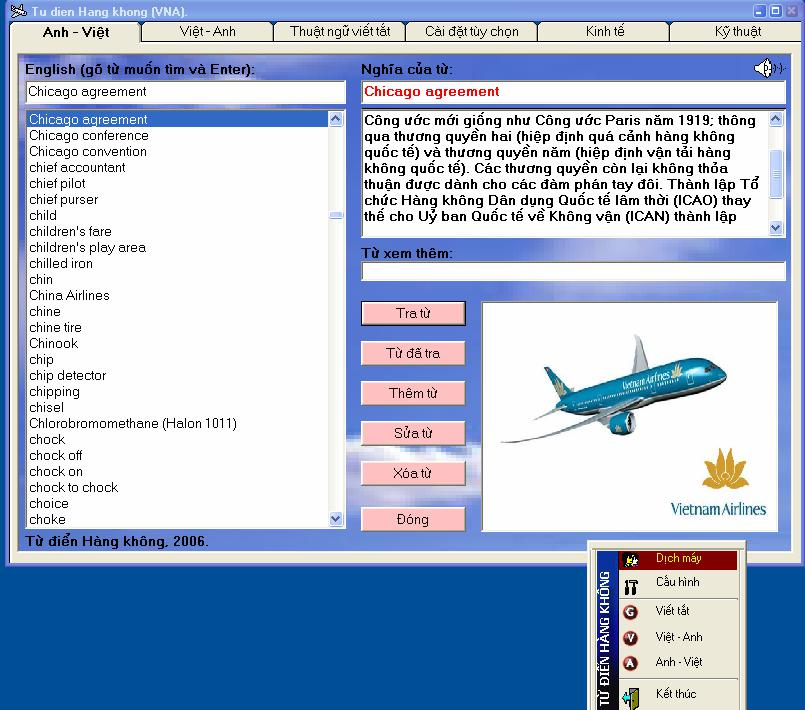 Tu dien Hang khong (VNA).
Anh - Việt
Việt - Anh
Thuật ngữ viết tắt
Cài đặt tùy chọn
Kinh tế
Kỹ thuật
English (gõ từ muốn tìm và Enter):
Chicago agreement
Chicago agreement
Chicago conference
Chicago convention
chief accountant
chief pilot
chief purser
child
children's fare
children's play area
chilled iron
chin
China Airlines
chine
chine tire
Chinook
chip
chip detector
chipping
chisel
Chlorobromomethane (Halon 1011)
chock
chock off
chock on
chock to chock
choice
choke
Từ điển Hàng không, 2006.
Nghĩa của từ:
Chicago agreement
Công ước mới giống như Công ước Paris năm 1919; thông
qua thương quyền hai (hiệp định quá cảnh hàng không
quốc tế) và thương quyền năm (hiệp định vận tải hàng
không quốc tế). Các thương quyền còn lại không thỏa
thuận được dành cho các đàm phán tay đôi. Thành lập Tổ
chức Hàng không Dân dụng Quốc tế lâm thời (ICAO) thay
thế cho Uỷ ban Quốc tế về Không vận (ICAN) thành lập
Từ xem thêm:
Tra từ
Từ đã tra
Thêm từ
Sửa từ
Xóa từ
Đóng
Vietnam Airlines
Vietnam Airlines
TỪ ĐIỂN HÀNG KHÔNG
Dịch máy
Cấu hình
G
Viết tắt
V
Việt - Anh
A
Anh - Việt
Kết thúc